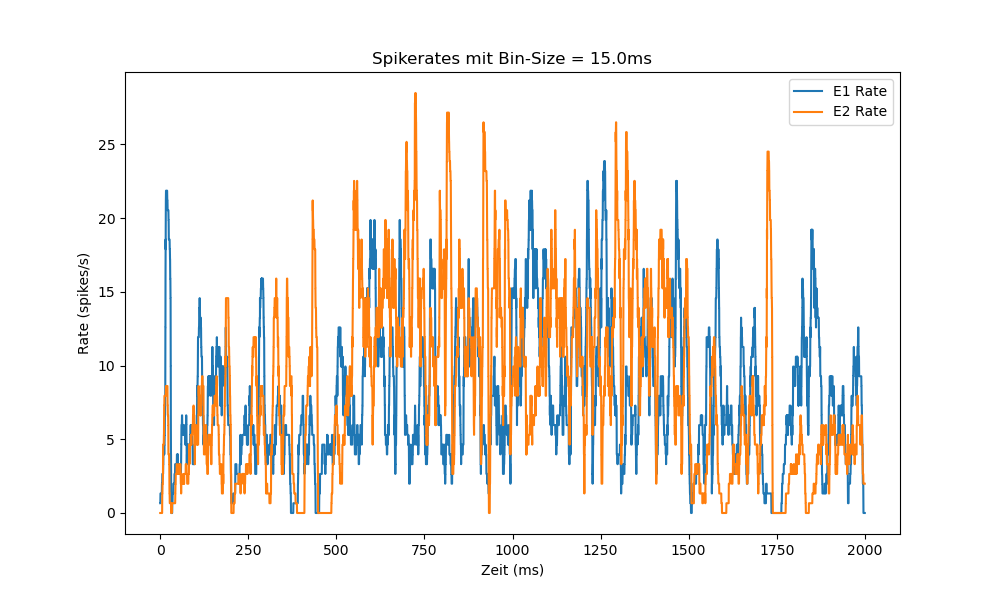 Spikerates mit Bin-Size = 15.0ms
E1 Rate
E2 Rate
25
20
15
10
5
0
Rate (spikes/s)
0 250 500 750 1000 1250 1500 1750 2000
Zeit (ms)